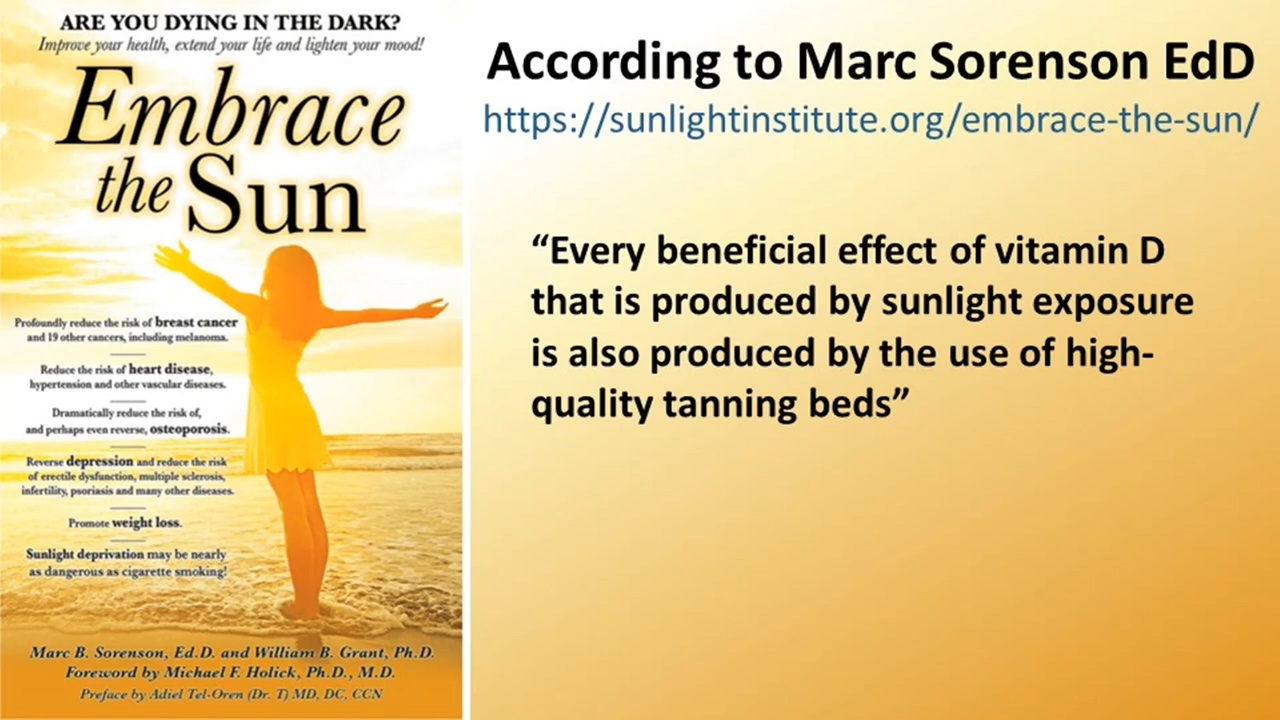 ARE YOU DYING IN THE DARK?
Improve your health, extend your life and lighten your mood!
Embrace
the Sun
Profoundly reduce the risk of breast cancer
and 19 other cancers, including melanoma.
Reduce the risk of heart disease,
hypertension and other vascular diseases.
Dramatically reduce the risk of,
and perhaps even reverse, osteoporosis.
Reverse depression and reduce the risk
of erectile dysfunction, multiple sclerosis,
infertility, psoriasis and many other diseases.
Promote weight loss.
Sunlight deprivation may be nearly
as dangerous as cigarette smoking!
Marc B. Sorenson, Ed.D. and William B. Grant, Ph.D.
Foreword by Michael F. Holick, Ph.D., M.D.
Preface by Adiel Tel-Oren (Dr. T) MD, DC, CCN
According to Marc Sorenson EdD
https://sunlightinstitute.org/embrace-the-sun/
“Every beneficial effect of vitamin D
that is produced by sunlight exposure
is also produced by the use of high-
quality tanning beds”